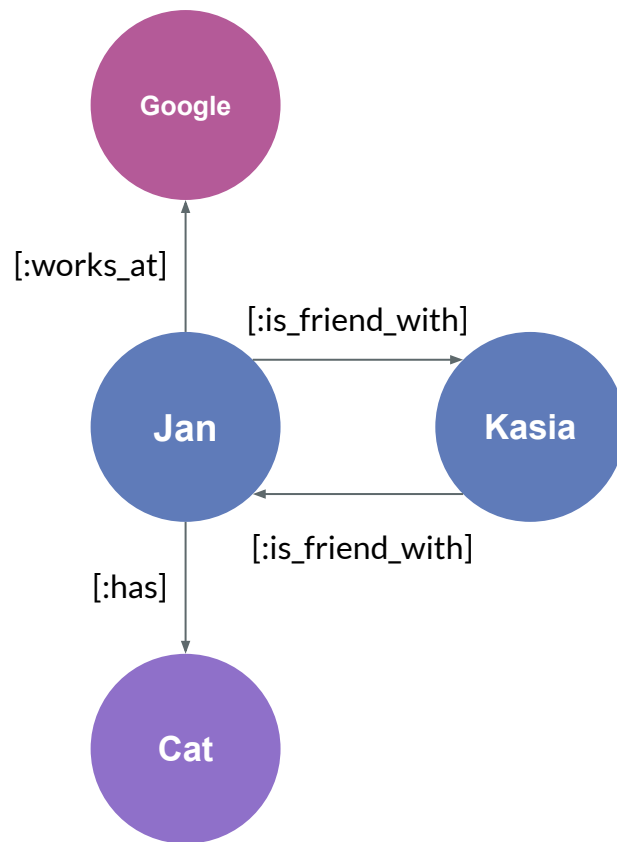 Google
[:works_at]
[:is_friend_with]
Jan
Kasia
[:is_friend_with]
[:has]
Cat